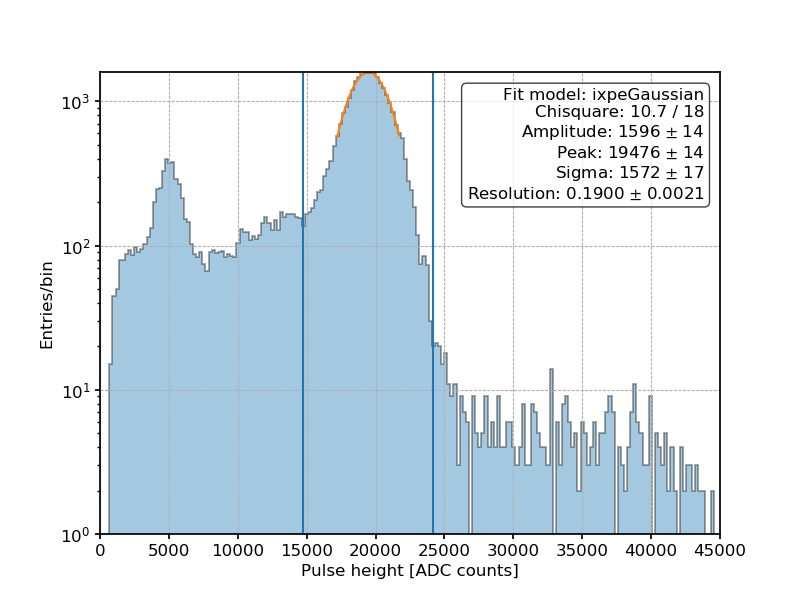 Fit model: ixpeGaussian
Chisquare: 10.7 / 18
Amplitude: 1596 ± 14
Peak: 19476 ± 14
Sigma: 1572 ± 17
Resolution: 0.1900 ± 0.0021
Entries/bin
10³
10²
10¹
10⁰
0 5000 10000 15000 20000 25000 30000 35000 40000 45000
Pulse height [ADC counts]